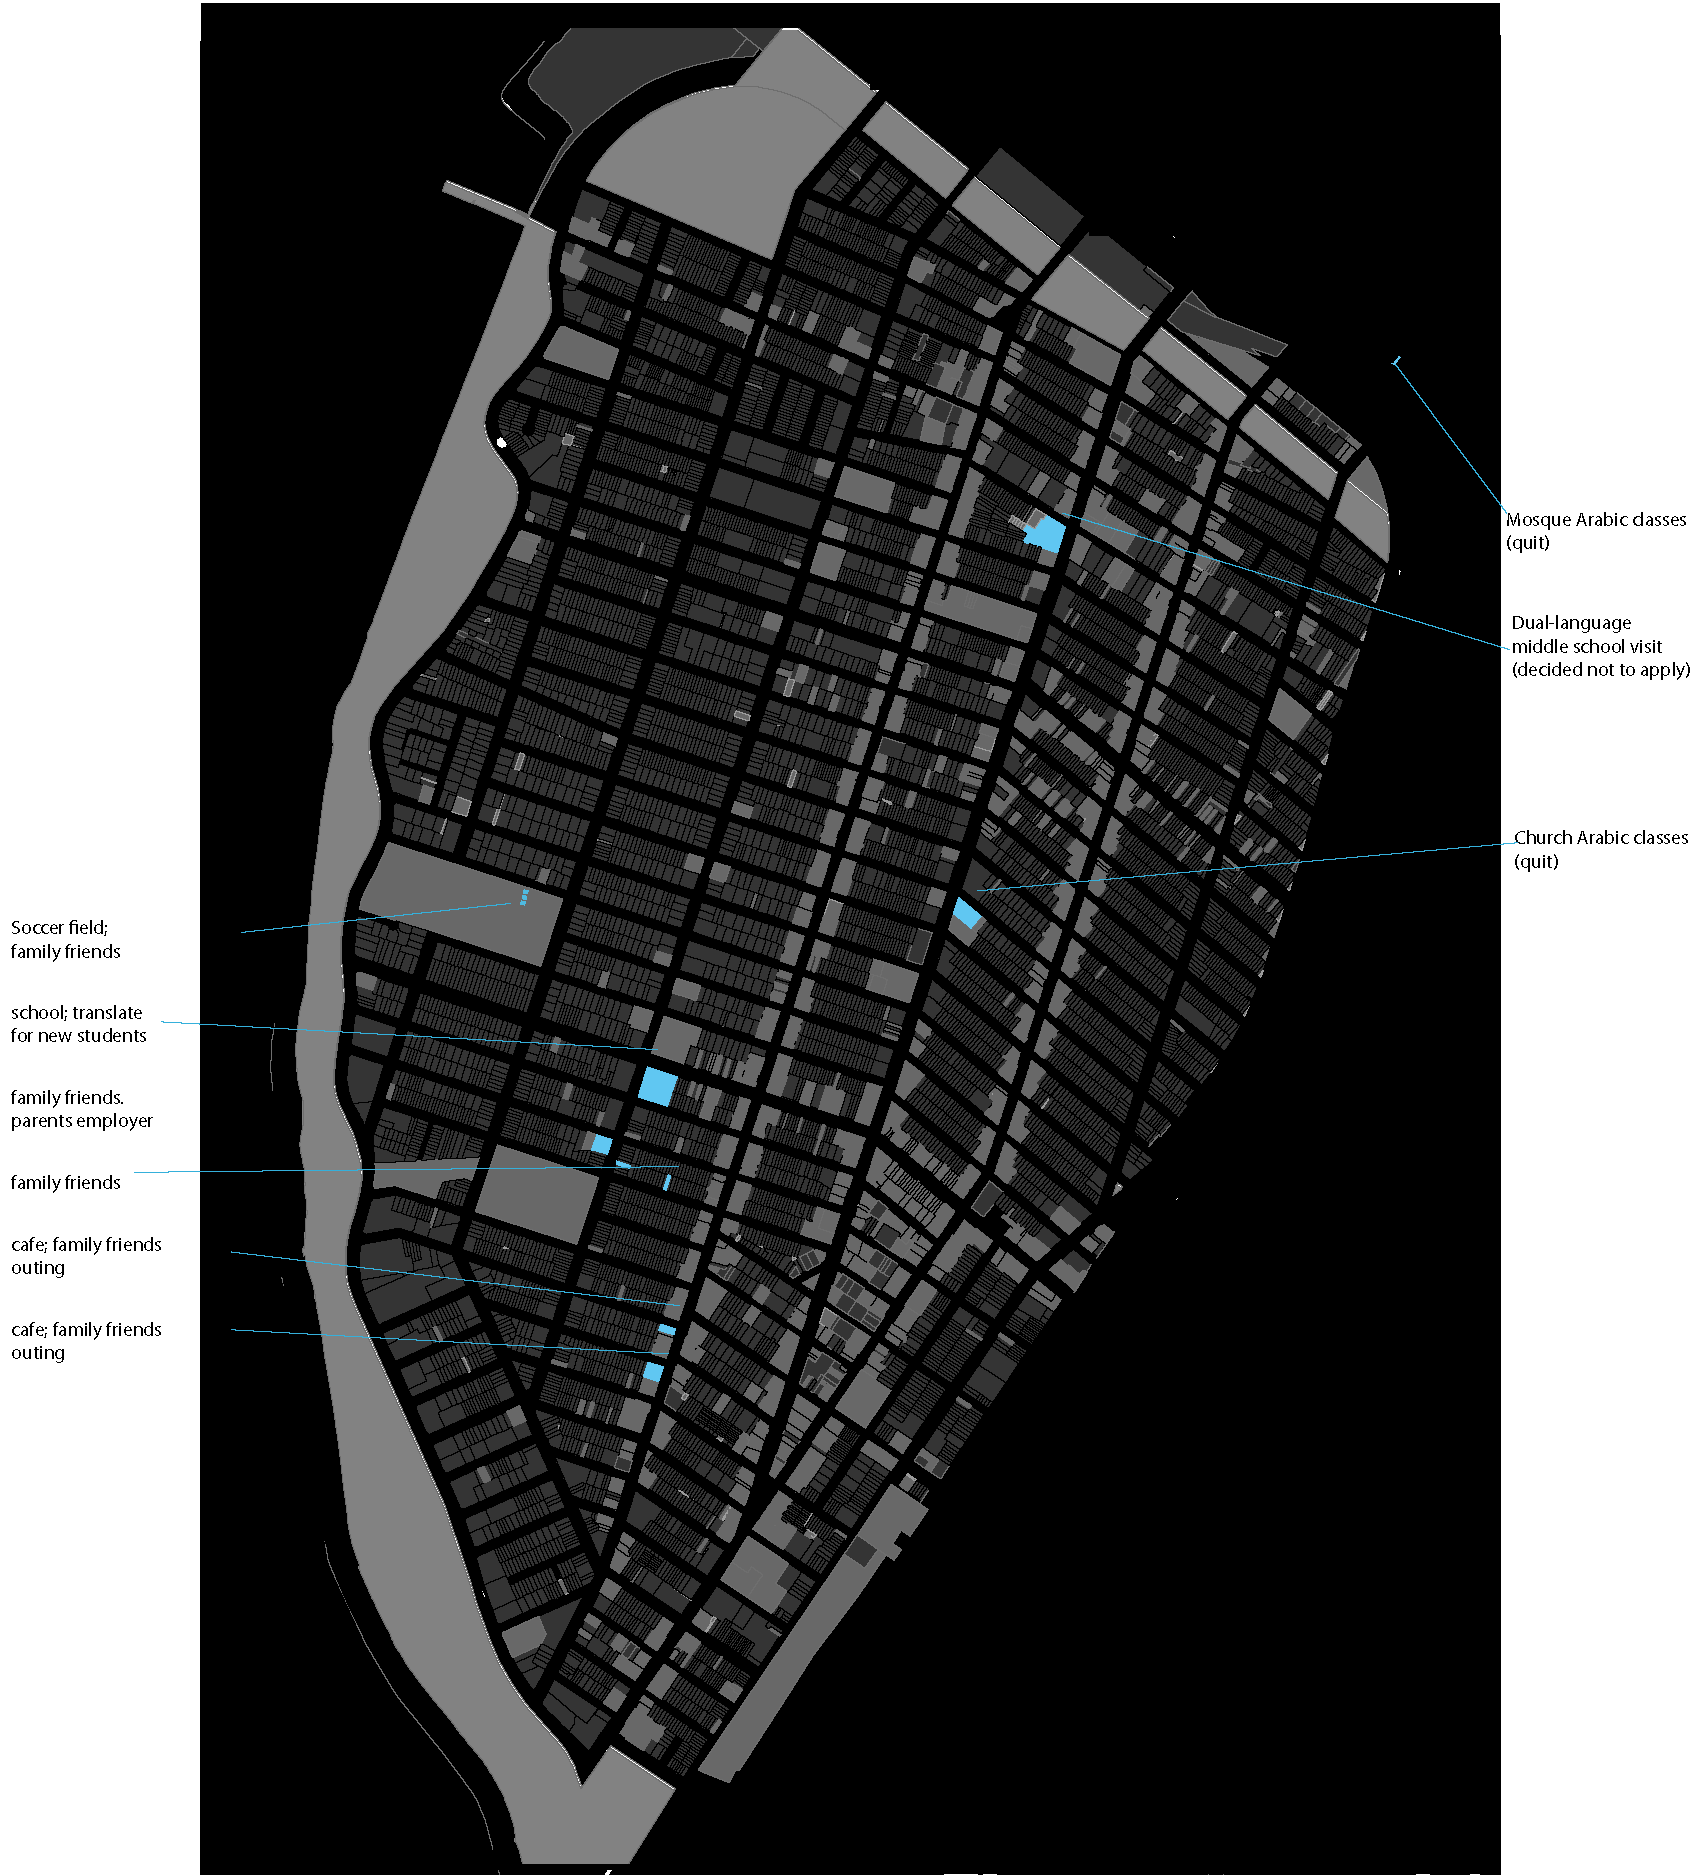 Soccer field;
family friends
school; translate
for new students
family friends.
parents employer
family friends
cafe; family friends
outing
cafe; family friends
outing
Mosque Arabic classes
(quit)
Dual-language
middle school visit
(decided not to apply)
Church Arabic classes
(quit)